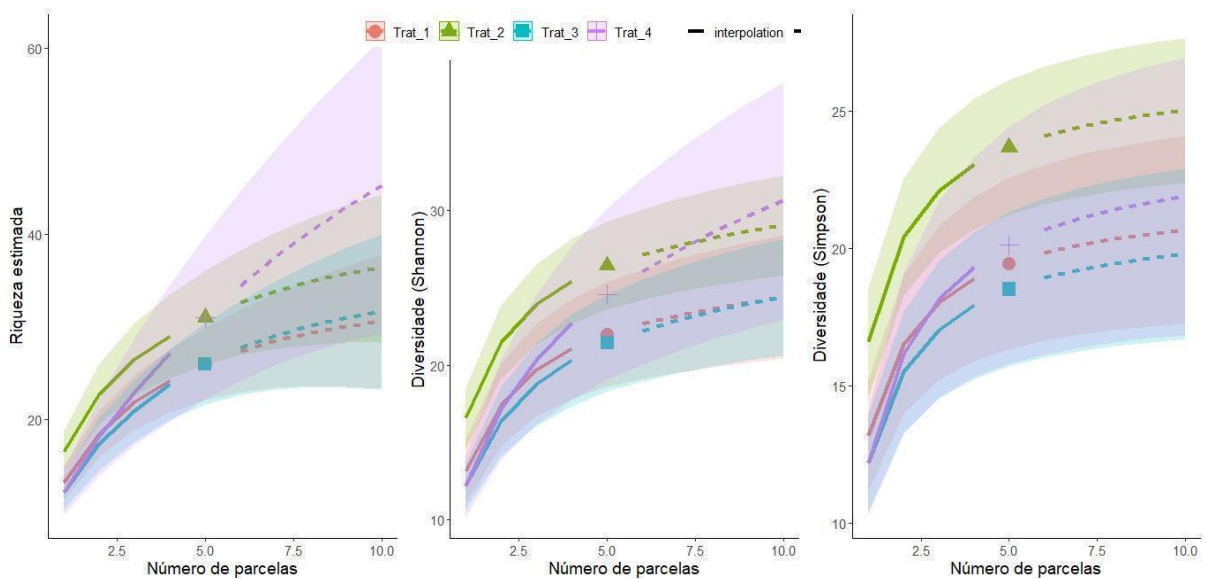 Trat_1 Trat_2 Trat_3 Trat_4 interpolation
Riqueza estimada
60
40
20
2.5 5.0 7.5 10.0
Número de parcelas
Diversidade (Shannon)
30
20
10
2.5 5.0 7.5 10.0
Número de parcelas
Diversidade (Simpson)
25
20
15
10
2.5 5.0 7.5 10.0
Número de parcelas